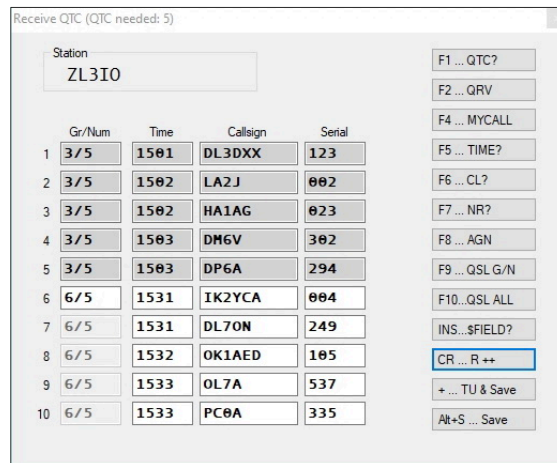 Receive QTC (QTC needed: 5)
Station
ZL3IO
Gr/Num Time Callsign Serial
1 3/5 1501 DL3DXX 123
2 3/5 1502 LA2J 002
3 3/5 1502 HA1AG 023
4 3/5 1503 DM6V 302
5 3/5 1503 DP6A 294
6 6/5 1531 IK2YCA 004
7 6/5 1531 DL7ON 249
8 6/5 1532 OK1AED 105
9 6/5 1533 OL7A 537
10 6/5 1533 PC0A 335
F1 ... QTC?
F2 ... QRV
F4 ... MYCALL
F5 ... TIME?
F6 ... CL?
F7 ... NR?
F8 ... AGN
F9 ... QSL G/N
F10...QSL ALL
INS...$FIELD?
CR ... R ++
+ ... TU & Save
Alt+S ... Save